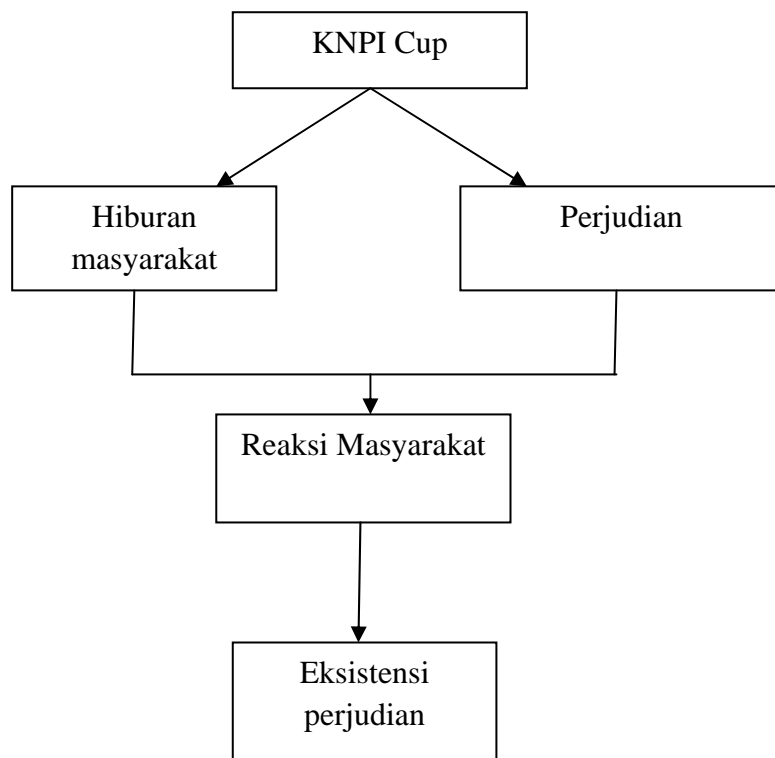 KNPI Cup
Hiburan
masyarakat
Perjudian
Reaksi Masyarakat
Eksistensi
perjudian